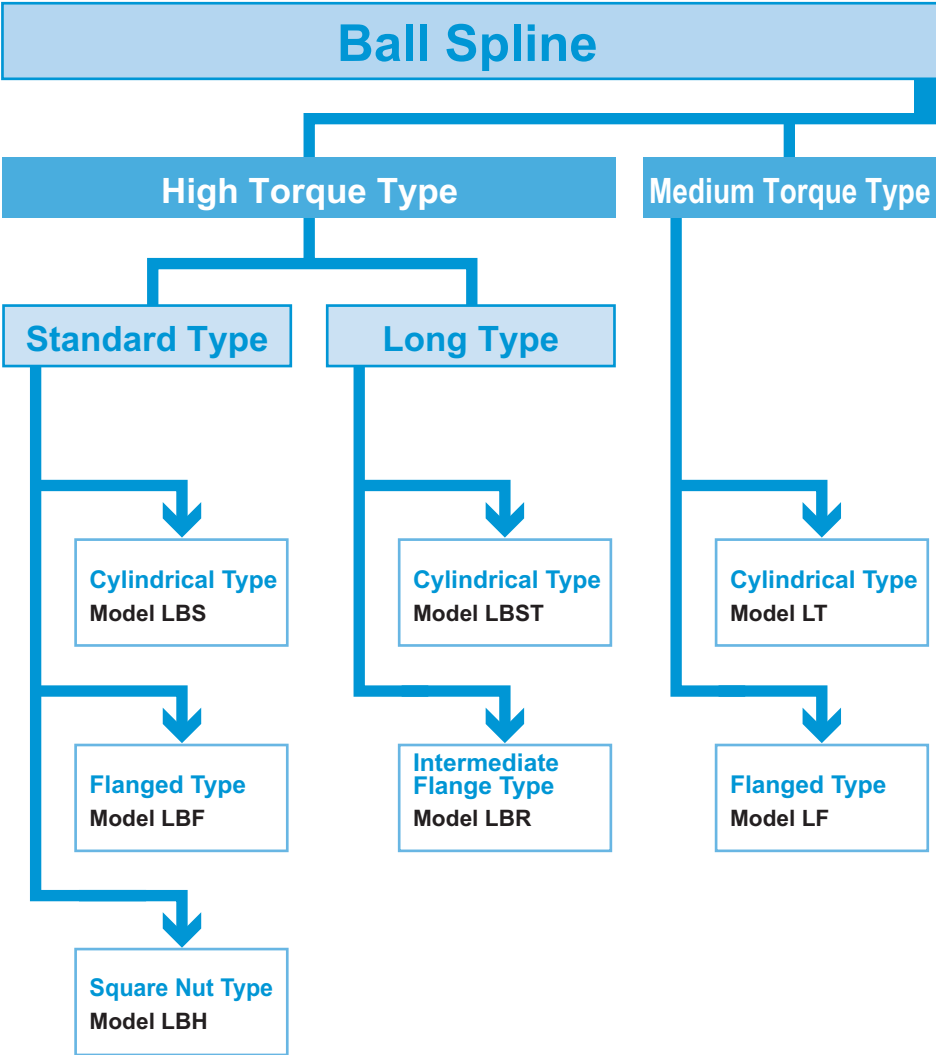 Ball Spline
High Torque Type
Medium Torque Type
Standard Type
Long Type
Cylindrical Type
Model LBS
Cylindrical Type
Model LBST
Cylindrical Type
Model LT
Flanged Type
Model LBF
Intermediate
Flange Type
Model LBR
Flanged Type
Model LF
Square Nut Type
Model LBH